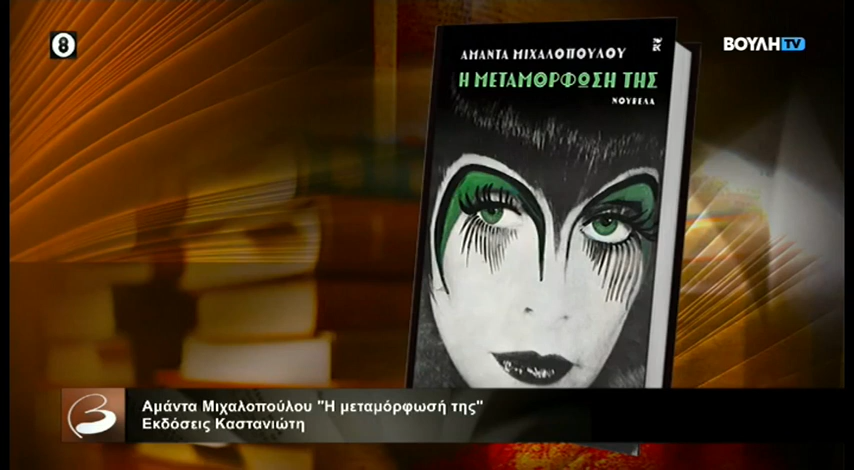 8
ΒΟΥΛΗ TV
ΑΜΑΝΤΑ ΜΙΧΑΛΟΠΟΥΛΟΥ
Η ΜΕΤΑΜΟΡΦΩΣΗ ΤΗΣ
ΝΟΥΒΕΛΑ
Αμάντα Μιχαλοπούλου "Η μεταμόρφωσή της"
Εκδόσεις Καστανιώτη